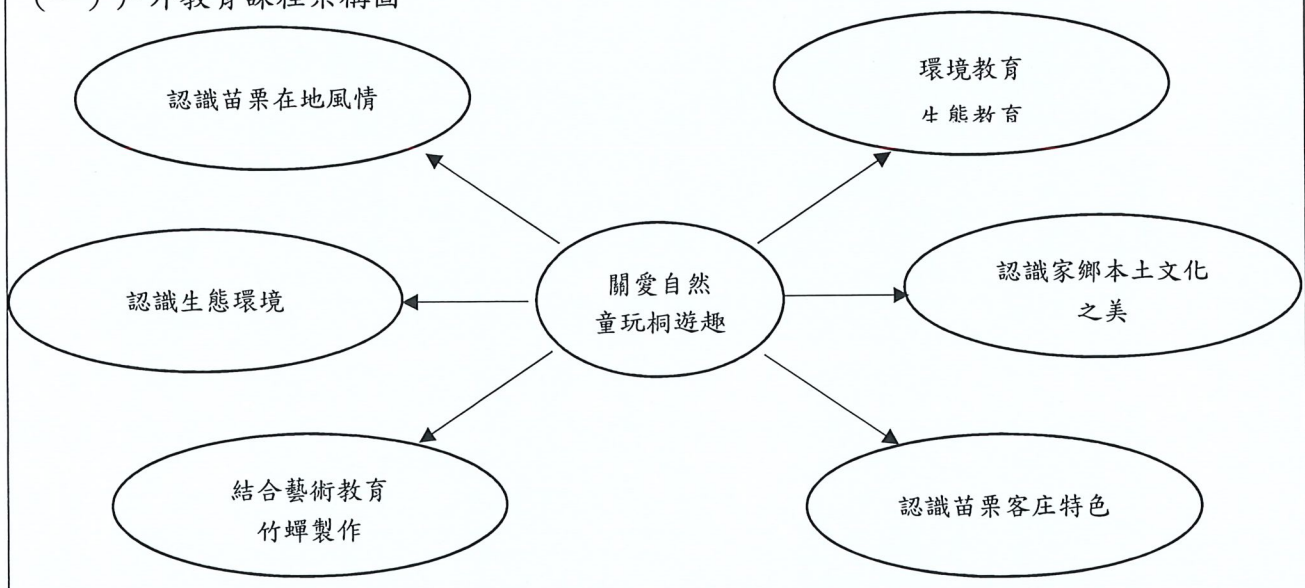 認識苗栗在地風情
環境教育
生態教育
認識生態環境
關愛自然
童玩桐遊趣
認識家鄉本土文化
之美
結合藝術教育
竹蟬製作
認識苗栗客庄特色